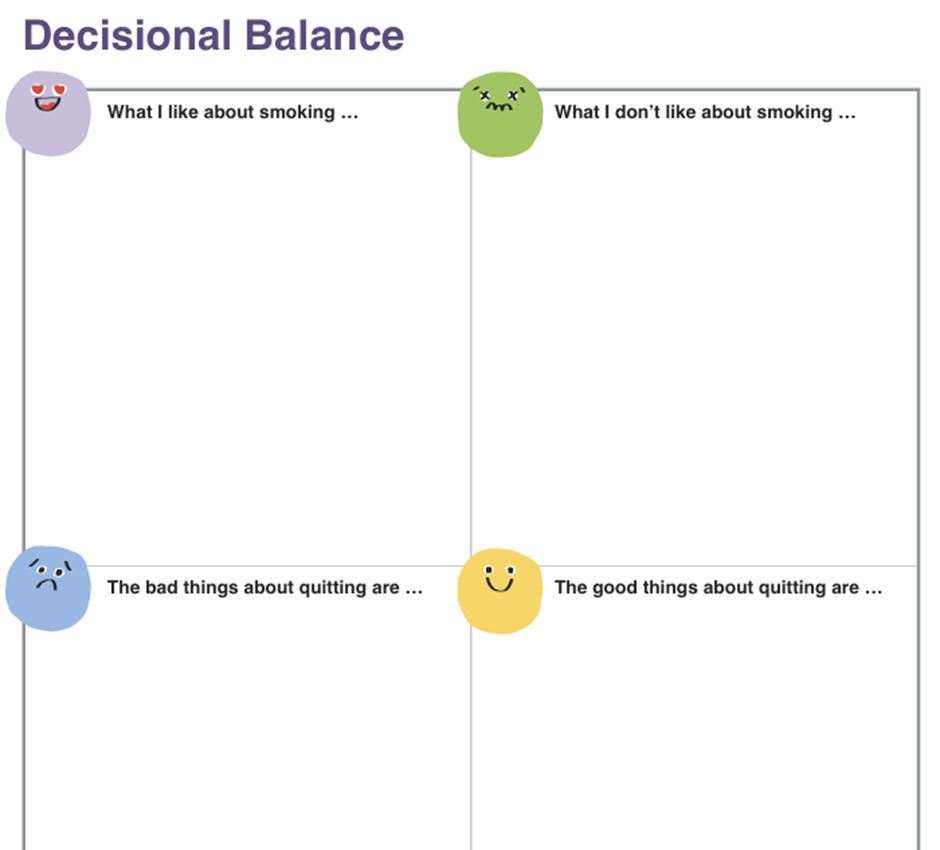 Decisional Balance
What I like about smoking …
What I don’t like about smoking …
The bad things about quitting are …
The good things about quitting are …